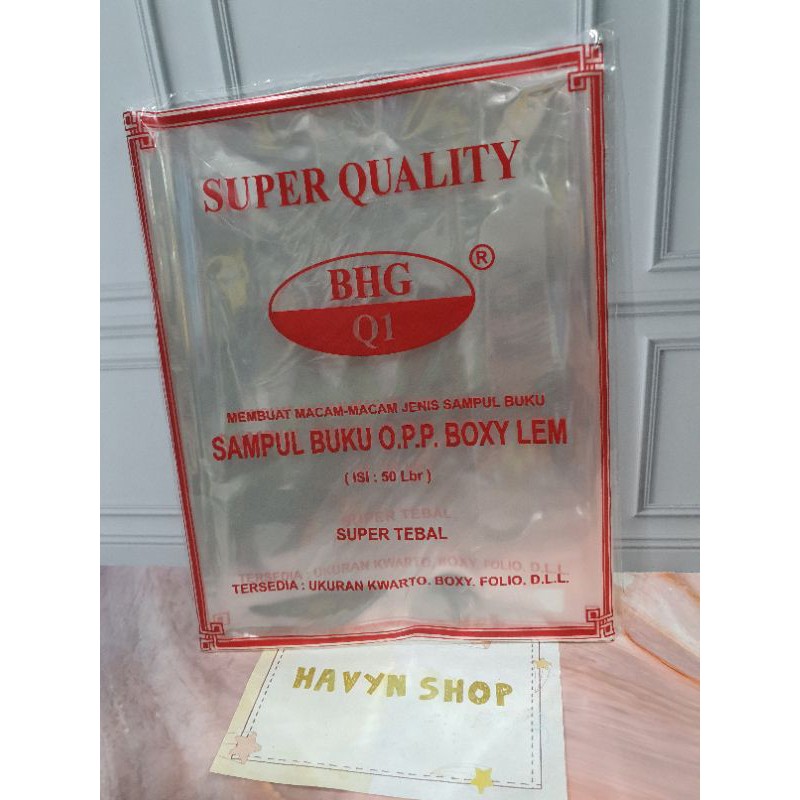 SUPER QUALITY
BHG
®
Q1
MEMBUAT MACAM-MACAM JENIS SAMPUL BUKU
SAMPUL BUKU O.P.P. BOXY LEM
( ISI : 50 Lbr )
SUPER TEBAL
TERSEDIA : UKURAN KWARTO. BOXY. FOLIO. D.L.L.
HAVYN SHOP